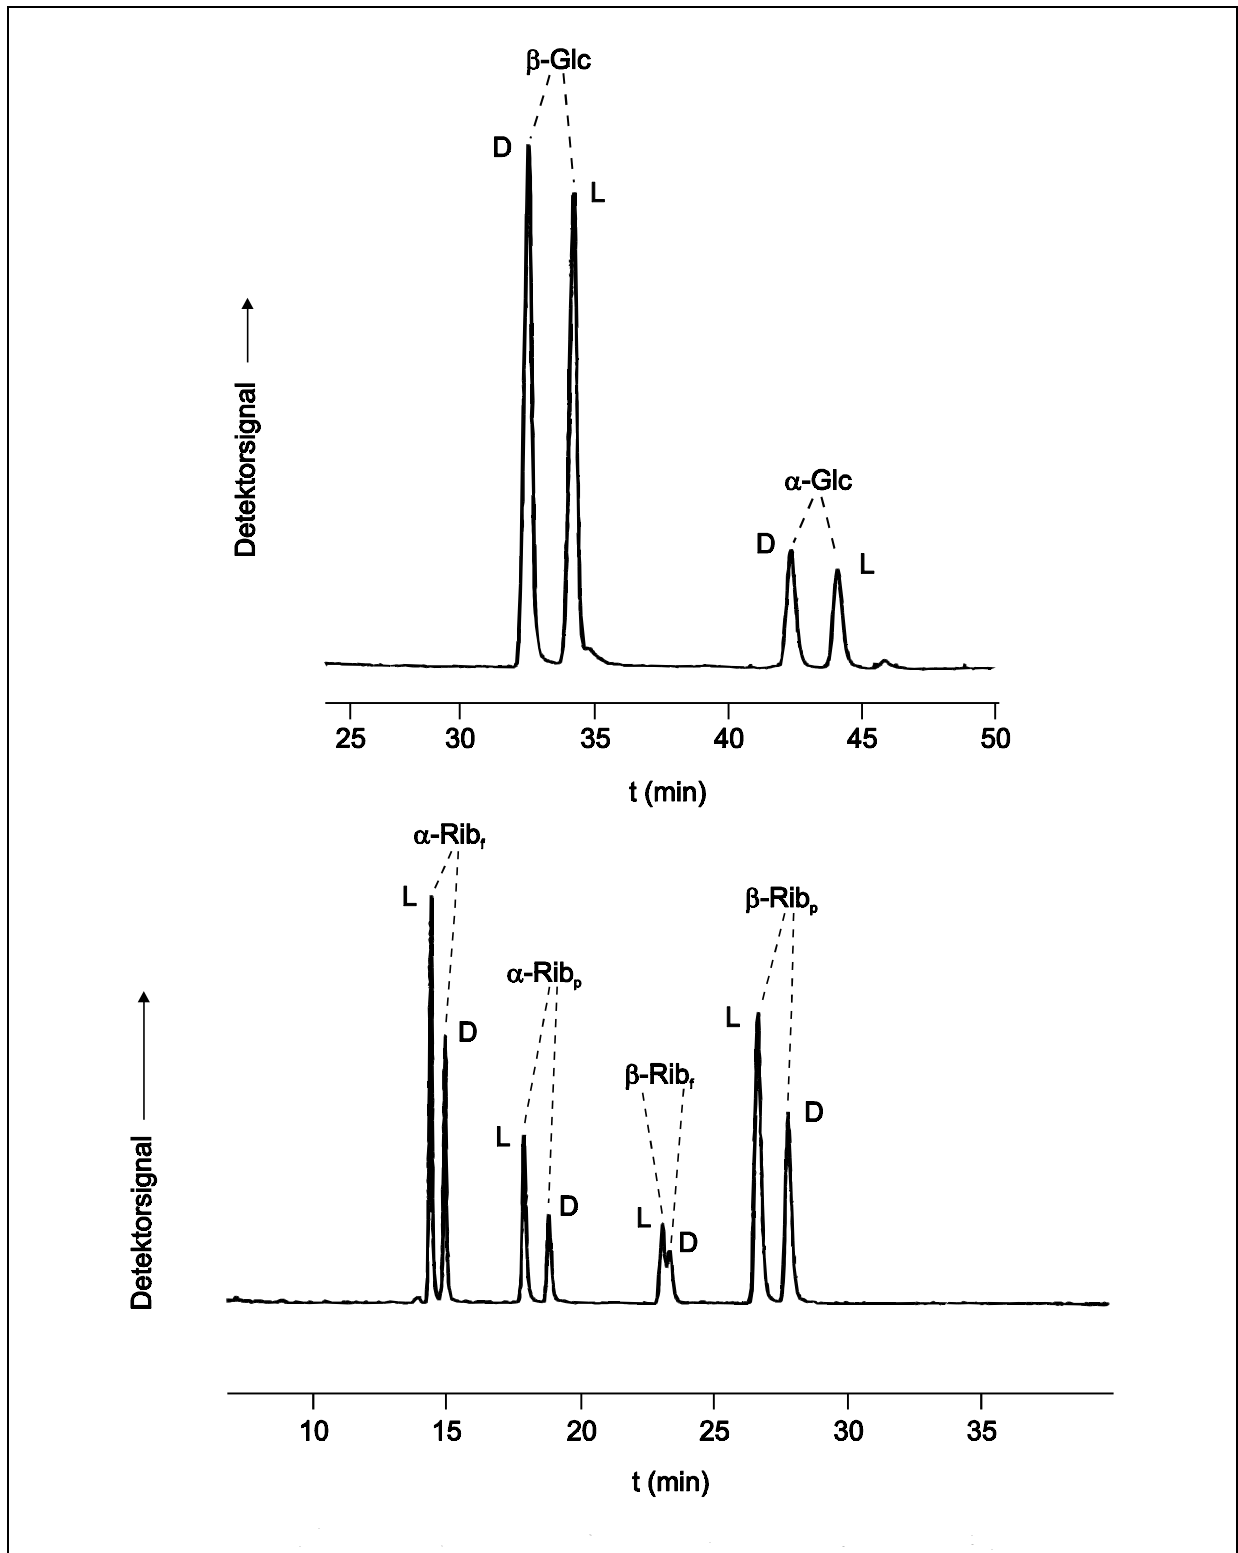 β-Glc
D
L
α-Glc
D
L
Detektorsignal
25 30 35 40 45 50
t (min)
α-Ribf
L
D
β-Ribp
α-Ribp
L
D
β-Ribf
L
D
L
D
Detektorsignal
10 15 20 25 30 35
t (min)